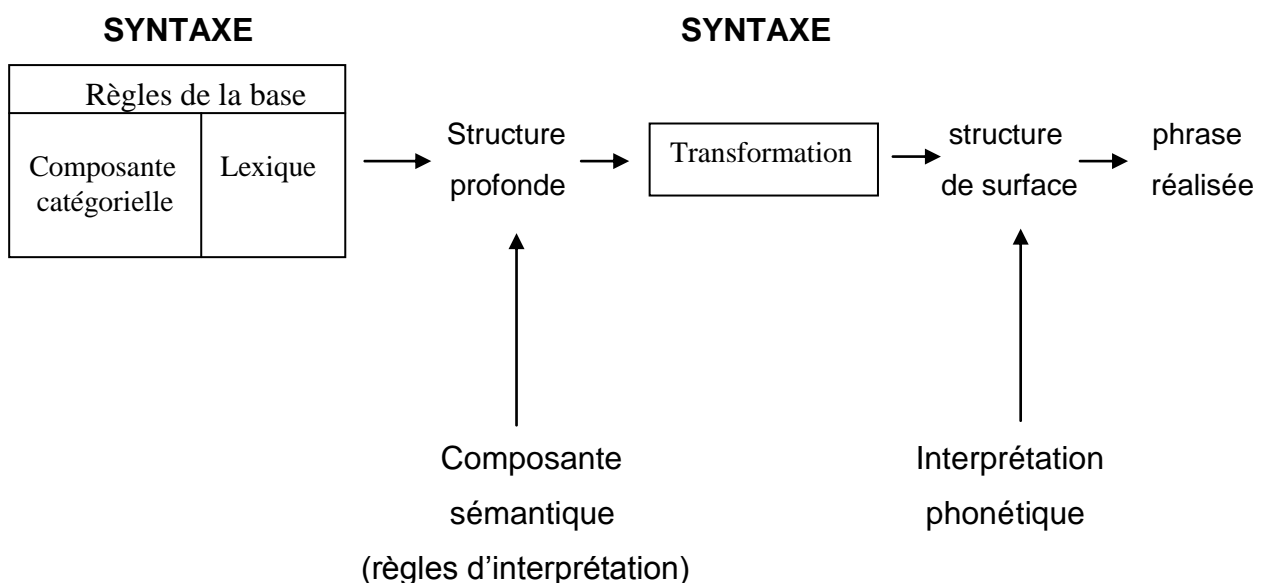 SYNTAXE
SYNTAXE
Règles de la base
Composante
catégorielle
Lexique
Structure
profonde
Transformation
structure
de surface
phrase
réalisée
Composante
sémantique
(règles d'interprétation)
Interprétation
phonétique